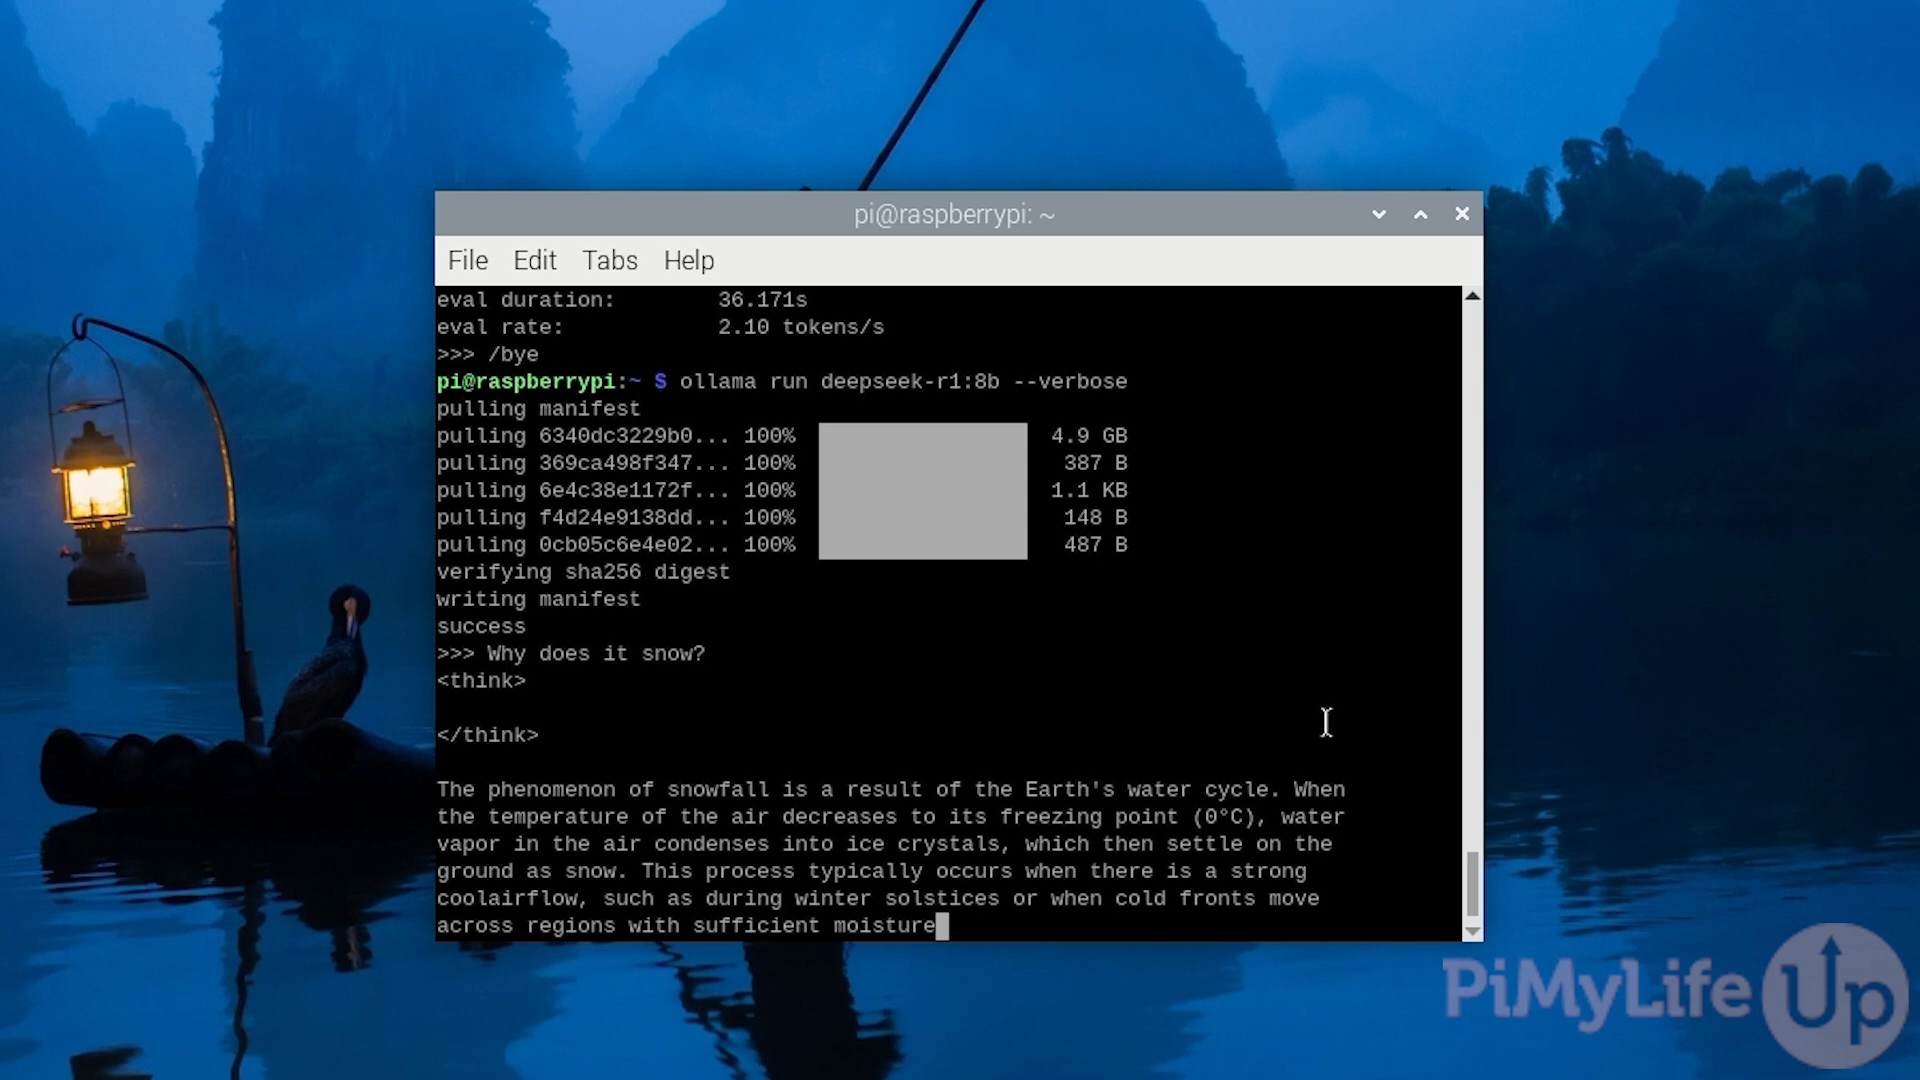 pi@raspberrypi: ~
File Edit Tabs Help
eval duration: 36.171s
eval rate: 2.10 tokens/s
>>> /bye
pi@raspberrypi:~ $ ollama run deepseek-r1:8b --verbose
pulling manifest
pulling 6340dc3229b0... 100% 4.9 GB
pulling 369ca498f347... 100% 387 B
pulling 6e4c38e1172f... 100% 1.1 KB
pulling f4d24e9138dd... 100% 148 B
pulling 0cb05c6e4e02... 100% 487 B
verifying sha256 digest
writing manifest
success
>>> Why does it snow?
<think>
</think>
The phenomenon of snowfall is a result of the Earth's water cycle. When
the temperature of the air decreases to its freezing point (0°C), water
vapor in the air condenses into ice crystals, which then settle on the
ground as snow. This process typically occurs when there is a strong
coolairflow, such as during winter solstices or when cold fronts move
across regions with sufficient moisture
PiMyLifeUp